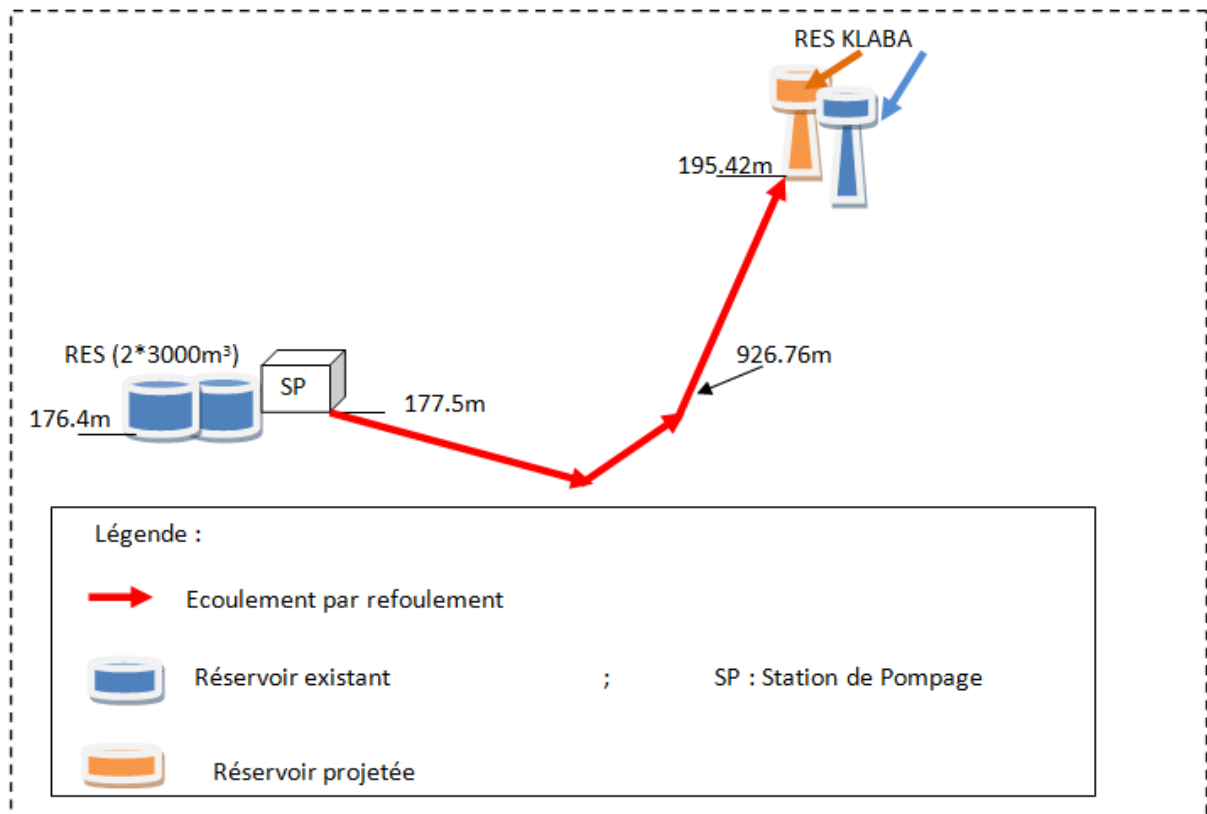 RES KLABA
195.42m
926.76m
RES (2*3000m³)
SP
177.5m
176.4m
Légende :
Ecoulement par refoulement
Réservoir existant ; SP : Station de Pompage
Réservoir projetée